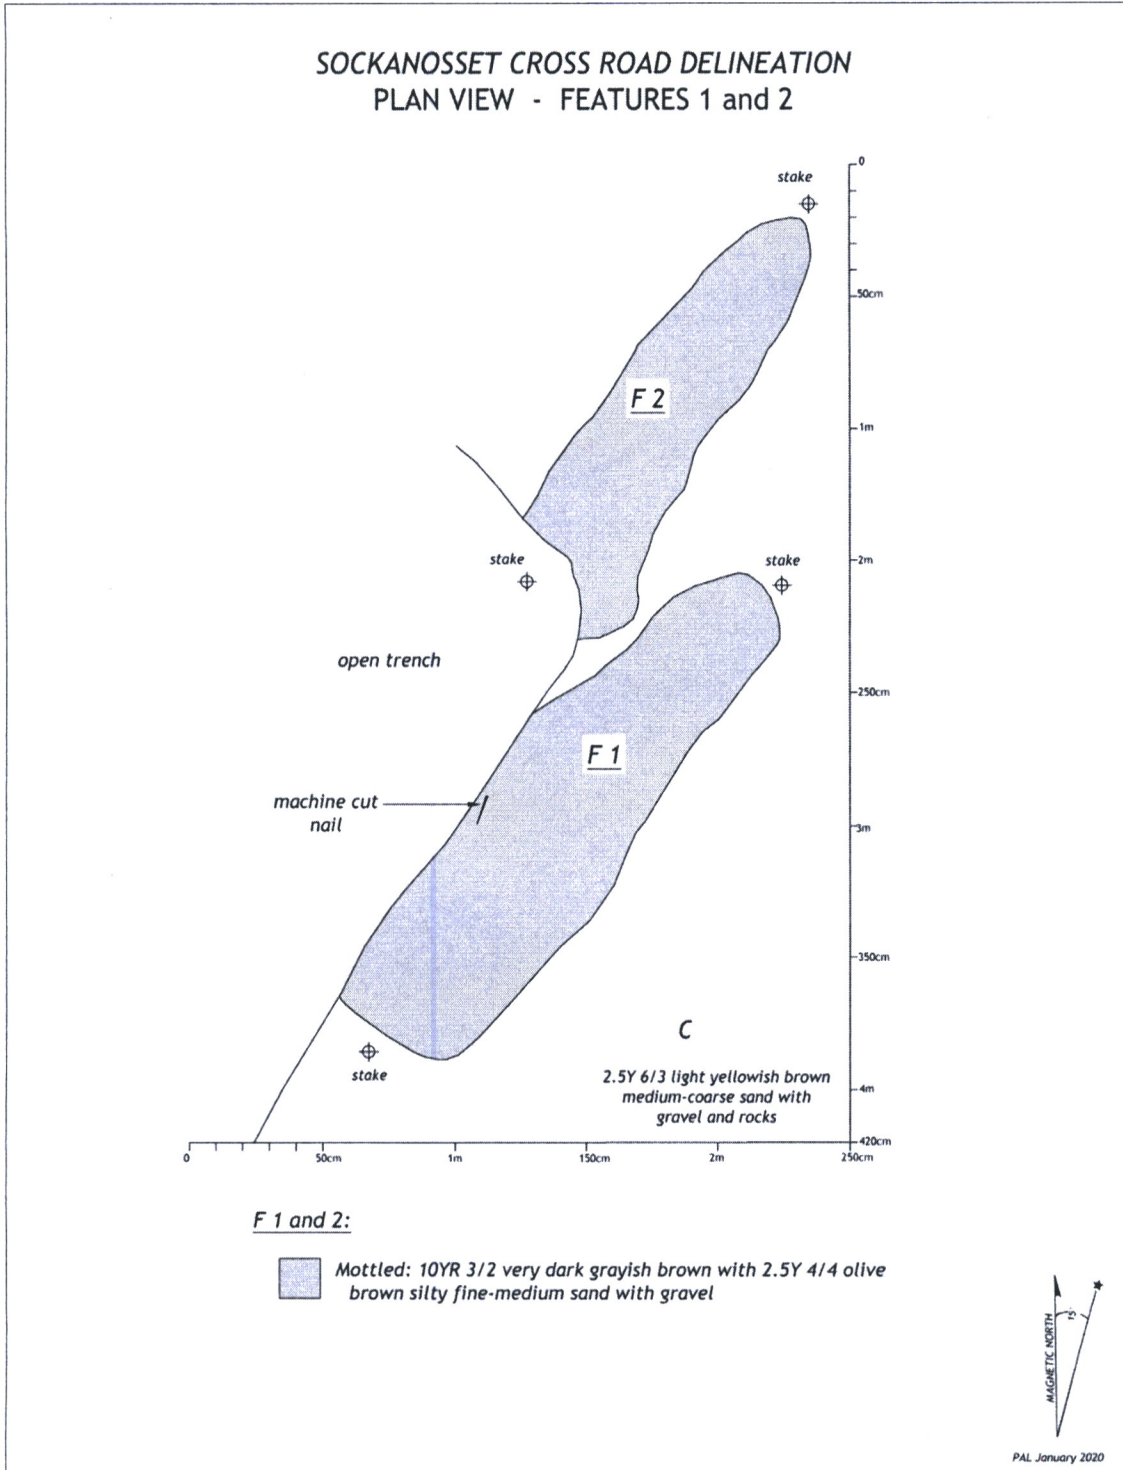 SOCKANOSSET CROSS ROAD DELINEATION
PLAN VIEW - FEATURES 1 and 2
stake
0
50cm
F 2
1m
stake
stake
2m
open trench
250cm
F 1
machine cut
nail
3m
350cm
C
2.5Y 6/3 light yellowish brown
medium-coarse sand with
gravel and rocks
stake
4m
420cm
0
50cm
1m
150cm
2m
250cm
F 1 and 2:
Mottled: 10YR 3/2 very dark grayish brown with 2.5Y 4/4 olive
brown silty fine-medium sand with gravel
MAGNETIC NORTH
15°
PAL January 2020